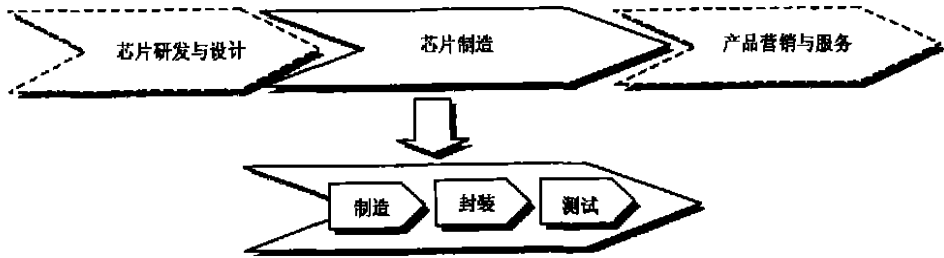 芯片研发与设计
芯片制造
产品营销与服务
制造
封装
测试